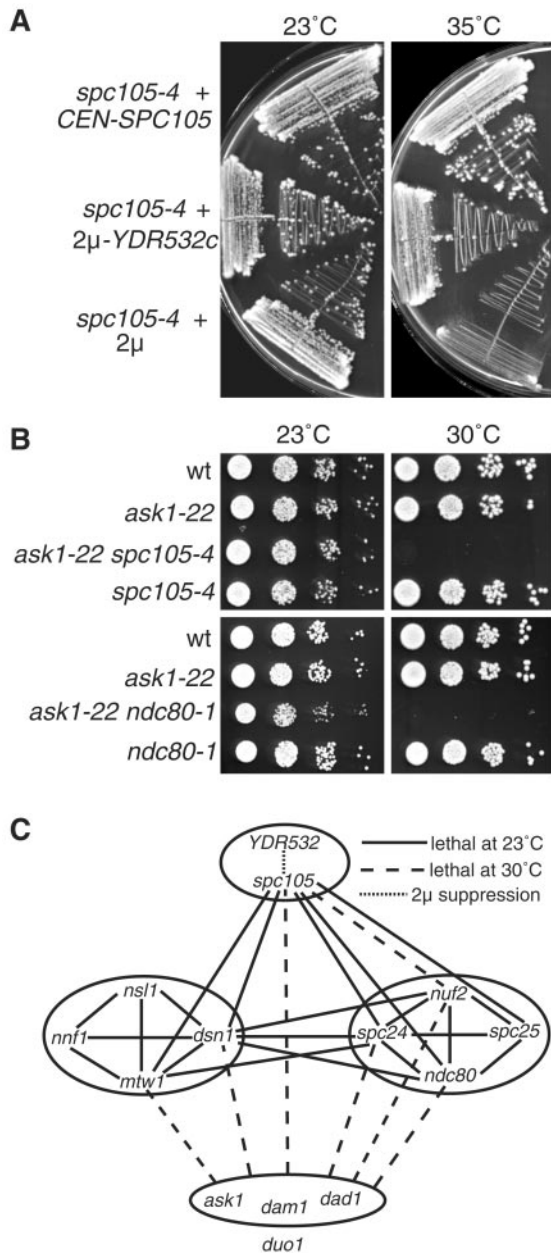 A
23˚C 35˚C
spc105-4 +
CEN-SPC105
spc105-4 +
2μ-YDR532c
spc105-4 +
2μ
B
23˚C 30˚C
wt
ask1-22
ask1-22 spc105-4
spc105-4
wt
ask1-22
ask1-22 ndc80-1
ndc80-1
C
YDR532
spc105
lethal at 23˚C
lethal at 30˚C
2μ suppression
nsl1
nnf1
dsn1
mtw1
nuf2
spc24
spc25
ndc80
ask1
dam1
dad1
duo1